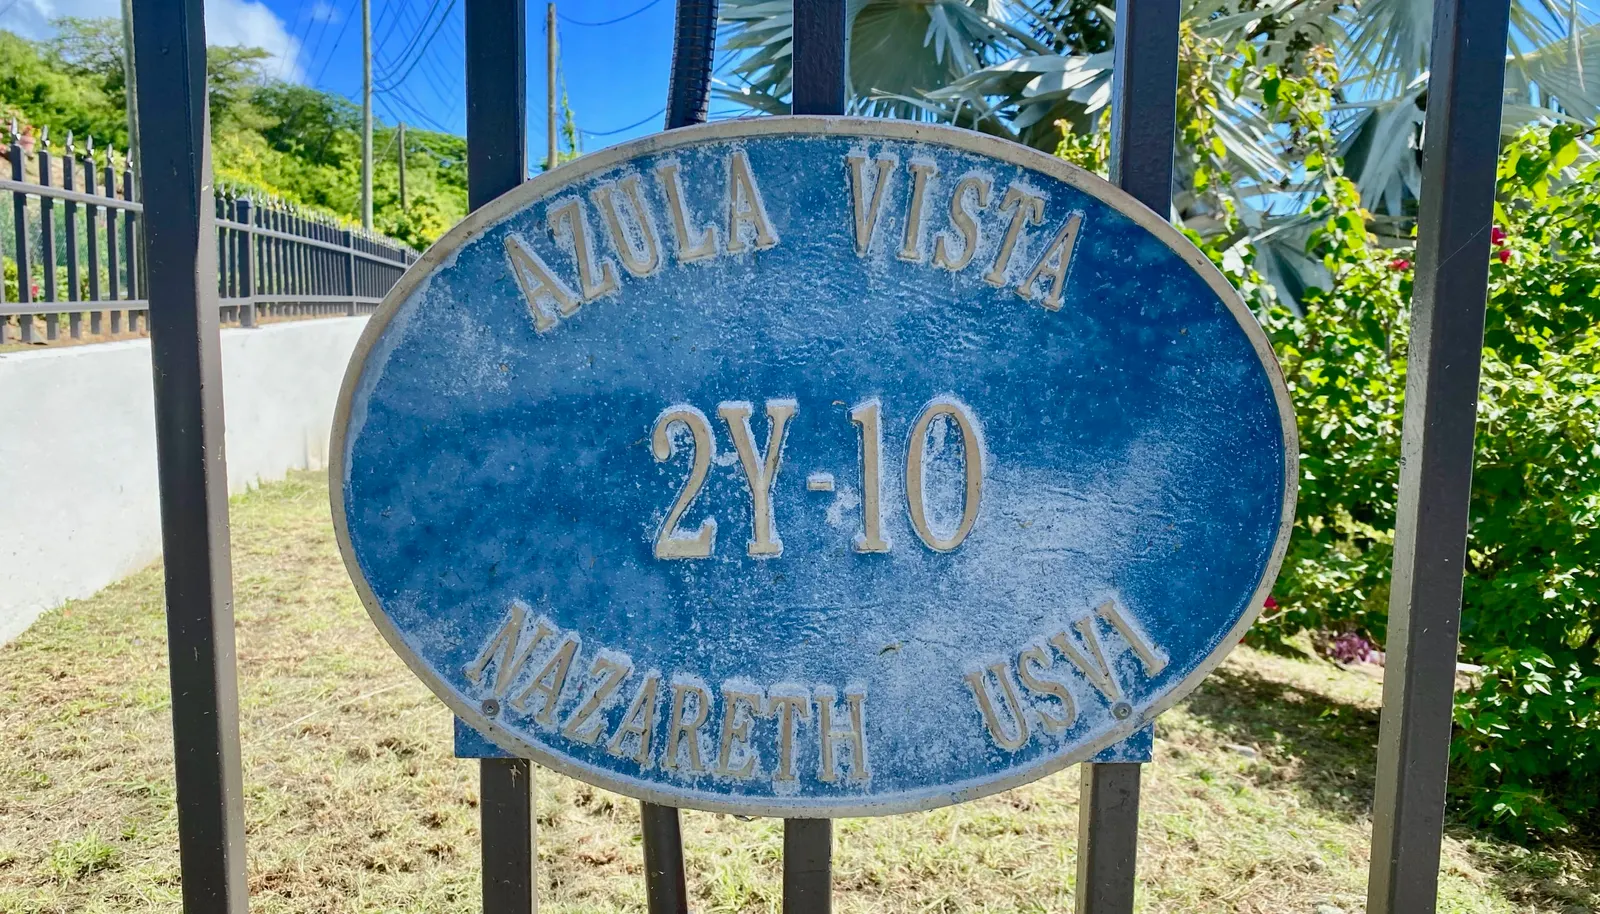 AZULA VISTA
2Y-10
NAZARETH USVI